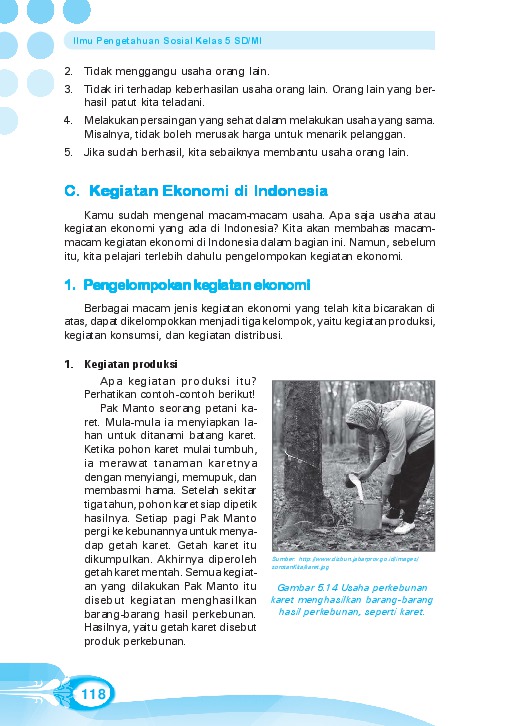 Ilmu Pengetahuan Sosial Kelas 5 SD/MI
2. Tidak menggangu usaha orang lain.
3. Tidak iri terhadap keberhasilan usaha orang lain. Orang lain yang ber-
hasil patut kita teladani.
4. Melakukan persaingan yang sehat dalam melakukan usaha yang sama.
Misalnya, tidak boleh merusak harga untuk menarik pelanggan.
5. Jika sudah berhasil, kita sebaiknya membantu usaha orang lain.
C. Kegiatan Ekonomi di Indonesia
Kamu sudah mengenal macam-macam usaha. Apa saja usaha atau
kegiatan ekonomi yang ada di Indonesia? Kita akan membahas macam-
macam kegiatan ekonomi di Indonesia dalam bagian ini. Namun, sebelum
itu, kita pelajari terlebih dahulu pengelompokan kegiatan ekonomi.
1. Pengelompokan kegiatan ekonomi
Berbagai macam jenis kegiatan ekonomi yang telah kita bicarakan di
atas, dapat dikelompokkan menjadi tiga kelompok, yaitu kegiatan produksi,
kegiatan konsumsi, dan kegiatan distribusi.
1. Kegiatan produksi
Apa kegiatan produksi itu?
Perhatikan contoh-contoh berikut!
Pak Manto seorang petani ka-
ret. Mula-mula ia menyiapkan la-
han untuk ditanami batang karet.
Ketika pohon karet mulai tumbuh,
ia merawat tanaman karetnya
dengan menyiangi, memupuk, dan
membasmi hama. Setelah sekitar
tiga tahun, pohon karet siap dipetik
hasilnya. Setiap pagi Pak Manto
pergi ke kebunannya untuk menya-
dap getah karet. Getah karet itu
dikumpulkan. Akhirnya diperoleh
getah karet mentah. Semua kegiat-
an yang dilakukan Pak Manto itu
disebut kegiatan menghasilkan
barang-barang hasil perkebunan.
Hasilnya, yaitu getah karet disebut
produk perkebunan.
Sumber: http://www.disbun.jabarprov.go.id/images/
Gambar 5.14 Usaha perkebunan
karet menghasilkan barang-barang
hasil perkebunan, seperti karet.
118